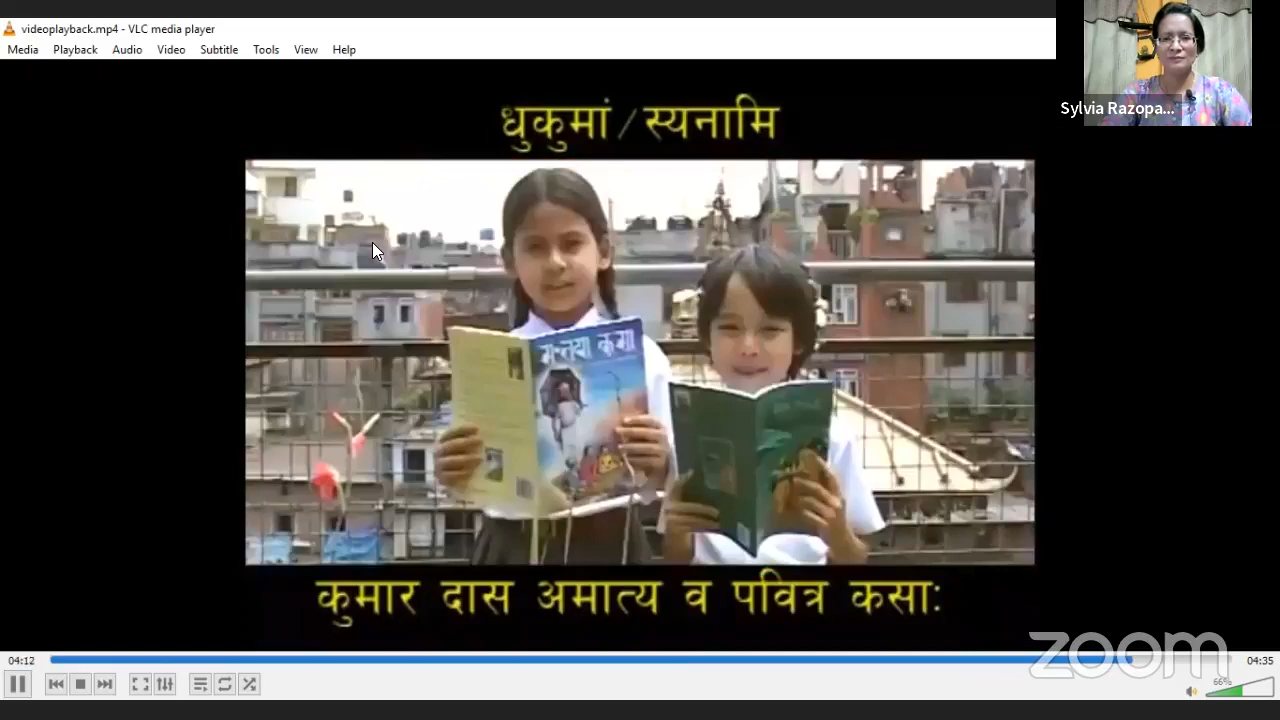 videoplayback.mp4 - VLC media player
Media Playback Audio Video Subtitle Tools View Help
Sylvia Razopa...
धुकुमां / स्यनामि
कुमार दास अमात्य व पवित्र कसाः
04:12
04:35
66%
zoom